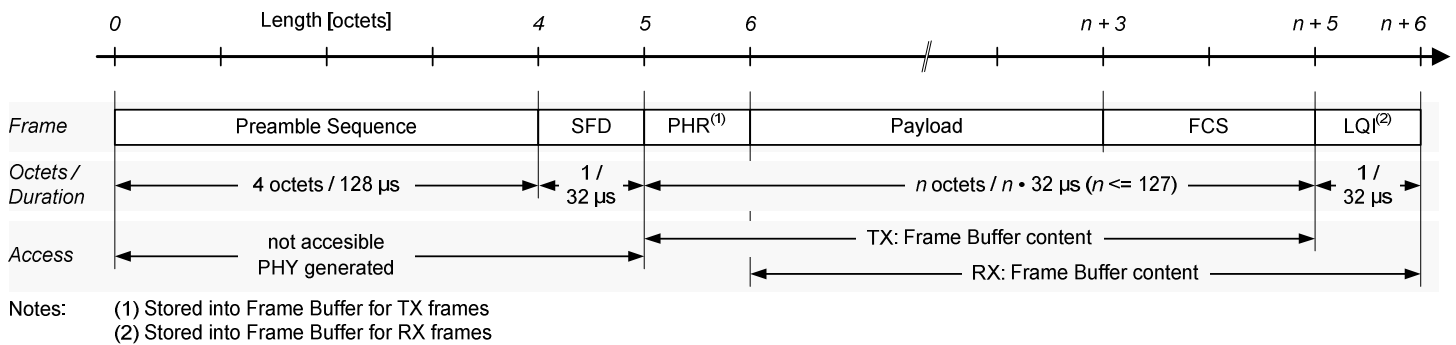 Length [octets]
0 4 5 6 n + 3 n + 5 n + 6
Frame Preamble Sequence SFD PHR(1) Payload FCS LQI(2)
Octets / Duration
4 octets / 128 µs
1 / 32 µs
n octets / n • 32 µs (n <= 127)
1 / 32 µs
Access
not accesible
PHY generated
TX: Frame Buffer content
RX: Frame Buffer content
Notes: (1) Stored into Frame Buffer for TX frames
(2) Stored into Frame Buffer for RX frames